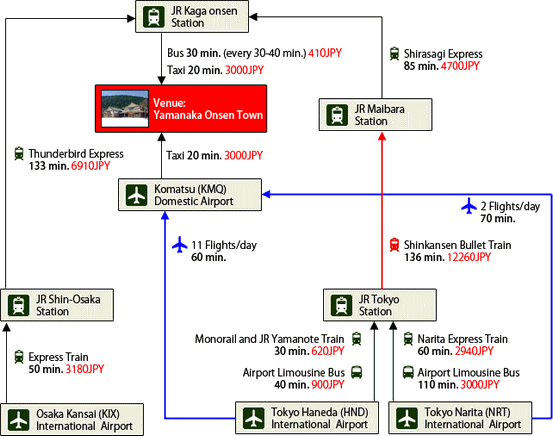 JR Kaga onsen
Station
Bus 30 min. (every 30-40 min.) 410JPY
Taxi 20 min. 3000JPY
Shirasagi Express
85 min. 4700JPY
Venue:
Yamanaka Onsen Town
JR Maibara
Station
Thunderbird Express
133 min. 6910JPY
Taxi 20 min. 3000JPY
Komatsu (KMQ)
Domestic Airport
2 Flights/day
70 min.
11 Flights/day
60 min.
Shinkansen Bullet Train
136 min. 12260JPY
JR Shin-Osaka
Station
JR Tokyo
Station
Monorail and JR Yamanote Train
30 min. 620JPY
Narita Express Train
60 min. 2940JPY
Express Train
50 min. 3180JPY
Airport Limousine Bus
40 min. 900JPY
Airport Limousine Bus
110 min. 3000JPY
Osaka Kansai (KIX)
International Airport
Tokyo Haneda (HND)
International Airport
Tokyo Narita (NRT)
International Airport